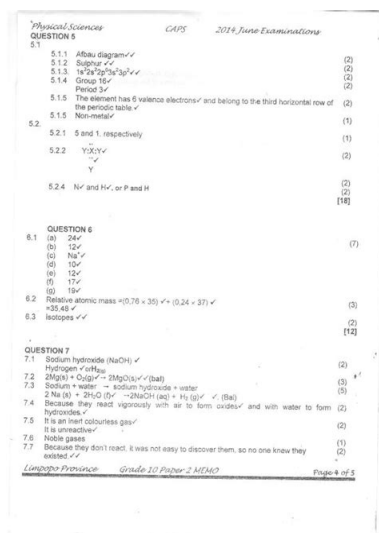 Physical Sciences CAPS 2014 June Examinations
QUESTION 5
5.1
5.1.1 Afbau diagram✓✓ (2)
5.1.2 Sulphur ✓✓ (2)
5.1.3. 1s²2s²2p⁶3s²3p⁴✓✓ (2)
5.1.4 Group 16✓ (2)
Period 3✓
5.1.5 The element has 6 valence electrons✓ and belong to the third horizontal row of (2)
the periodic table.✓
5.1.5 Non-metal✓ (1)
5.2.
5.2.1 5 and 1, respectively (1)
5.2.2 Y:X:Y✓ (2)
¨✓
Y
5.2.4 N✓ and H✓, or P and H (2)
(2)
[18]
QUESTION 6
6.1 (a) 24✓
(b) 12✓ (7)
(c) Na⁺✓
(d) 10✓
(e) 12✓
(f) 17✓
(g) 19✓
6.2 Relative atomic mass =(0,76 × 35) ✓+ (0,24 × 37) ✓
=35,48 ✓ (3)
6.3 Isotopes ✓✓ (2)
[12]
QUESTION 7
7.1 Sodium hydroxide (NaOH) ✓
Hydrogen ✓orH₂₍g₎ (2)
7.2 2Mg(s) + O₂(g)✓→ 2MgO(s)✓✓(bal) (3)
7.3 Sodium + water → sodium hydroxide + water (5)
2 Na (s) + 2H₂O (ℓ)✓ →2NaOH (aq) + H₂ (g)✓ ✓ (Bal)
7.4 Because they react vigorously with air to form oxides✓ and with water to form (2)
hydroxides.✓
7.5 It is an inert colourless gas✓ (2)
It is unreactive✓
7.6 Noble gases (1)
7.7 Because they don't react, it was not easy to discover them, so no one knew they (2)
existed.✓✓
Limpopo Province Grade 10 Paper 2 MEMO Page 4 of 5